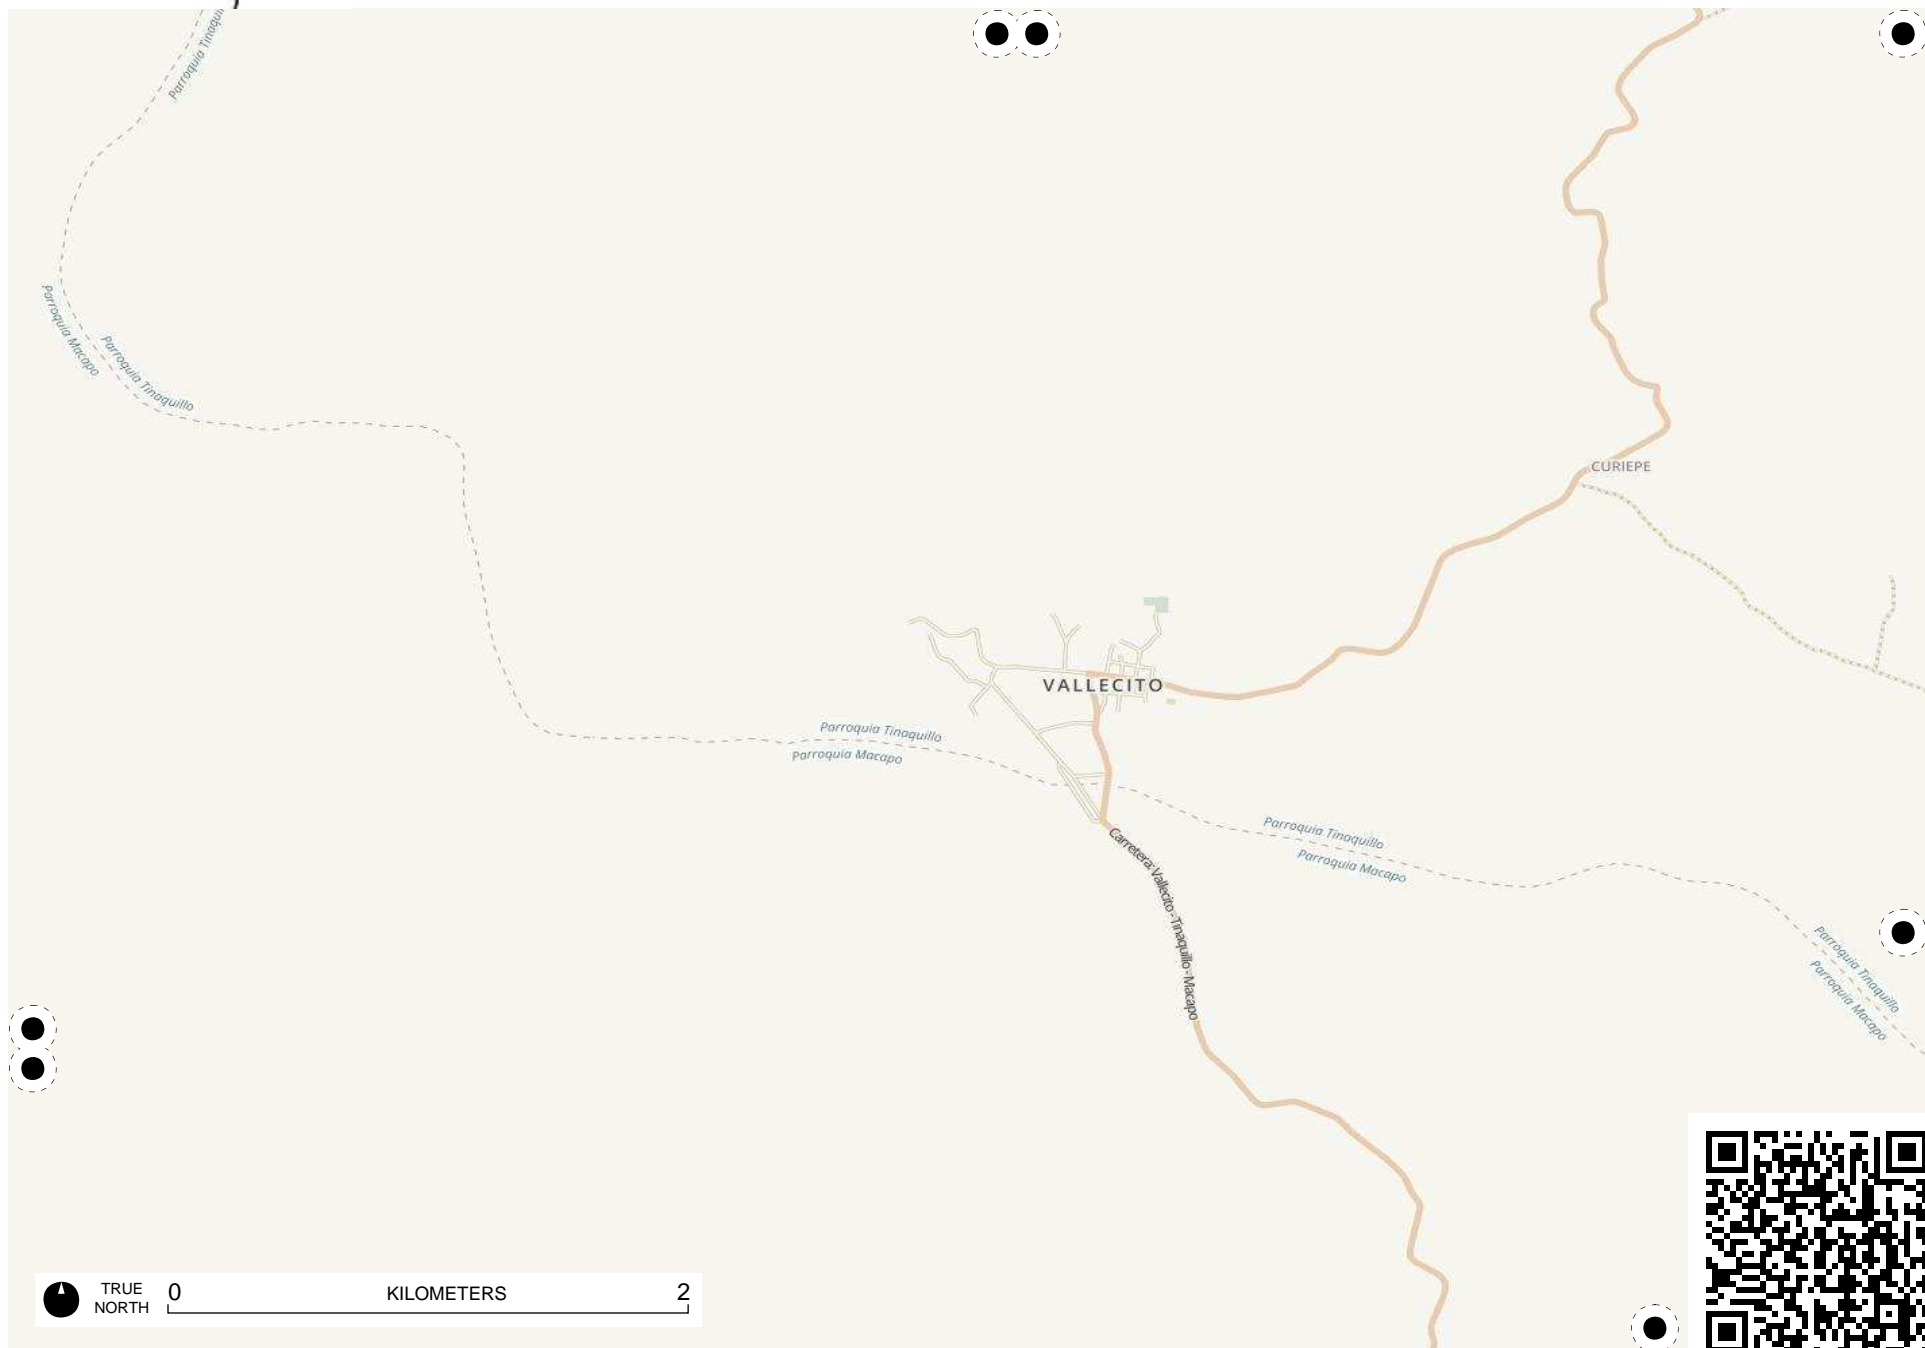 Parroquia Tinaquillo
Parroquia Macapo
Parroquia Tinaquillo
CURIEPE
VALLECITO
Parroquia Tinaquillo
Parroquia Macapo
Parroquia Tinaquillo
Parroquia Macapo
Carretera: Vallecito - Tinaquillo - Macapo
Parroquia Tinaquillo
Parroquia Macapo
TRUE
NORTH
0 KILOMETERS 2